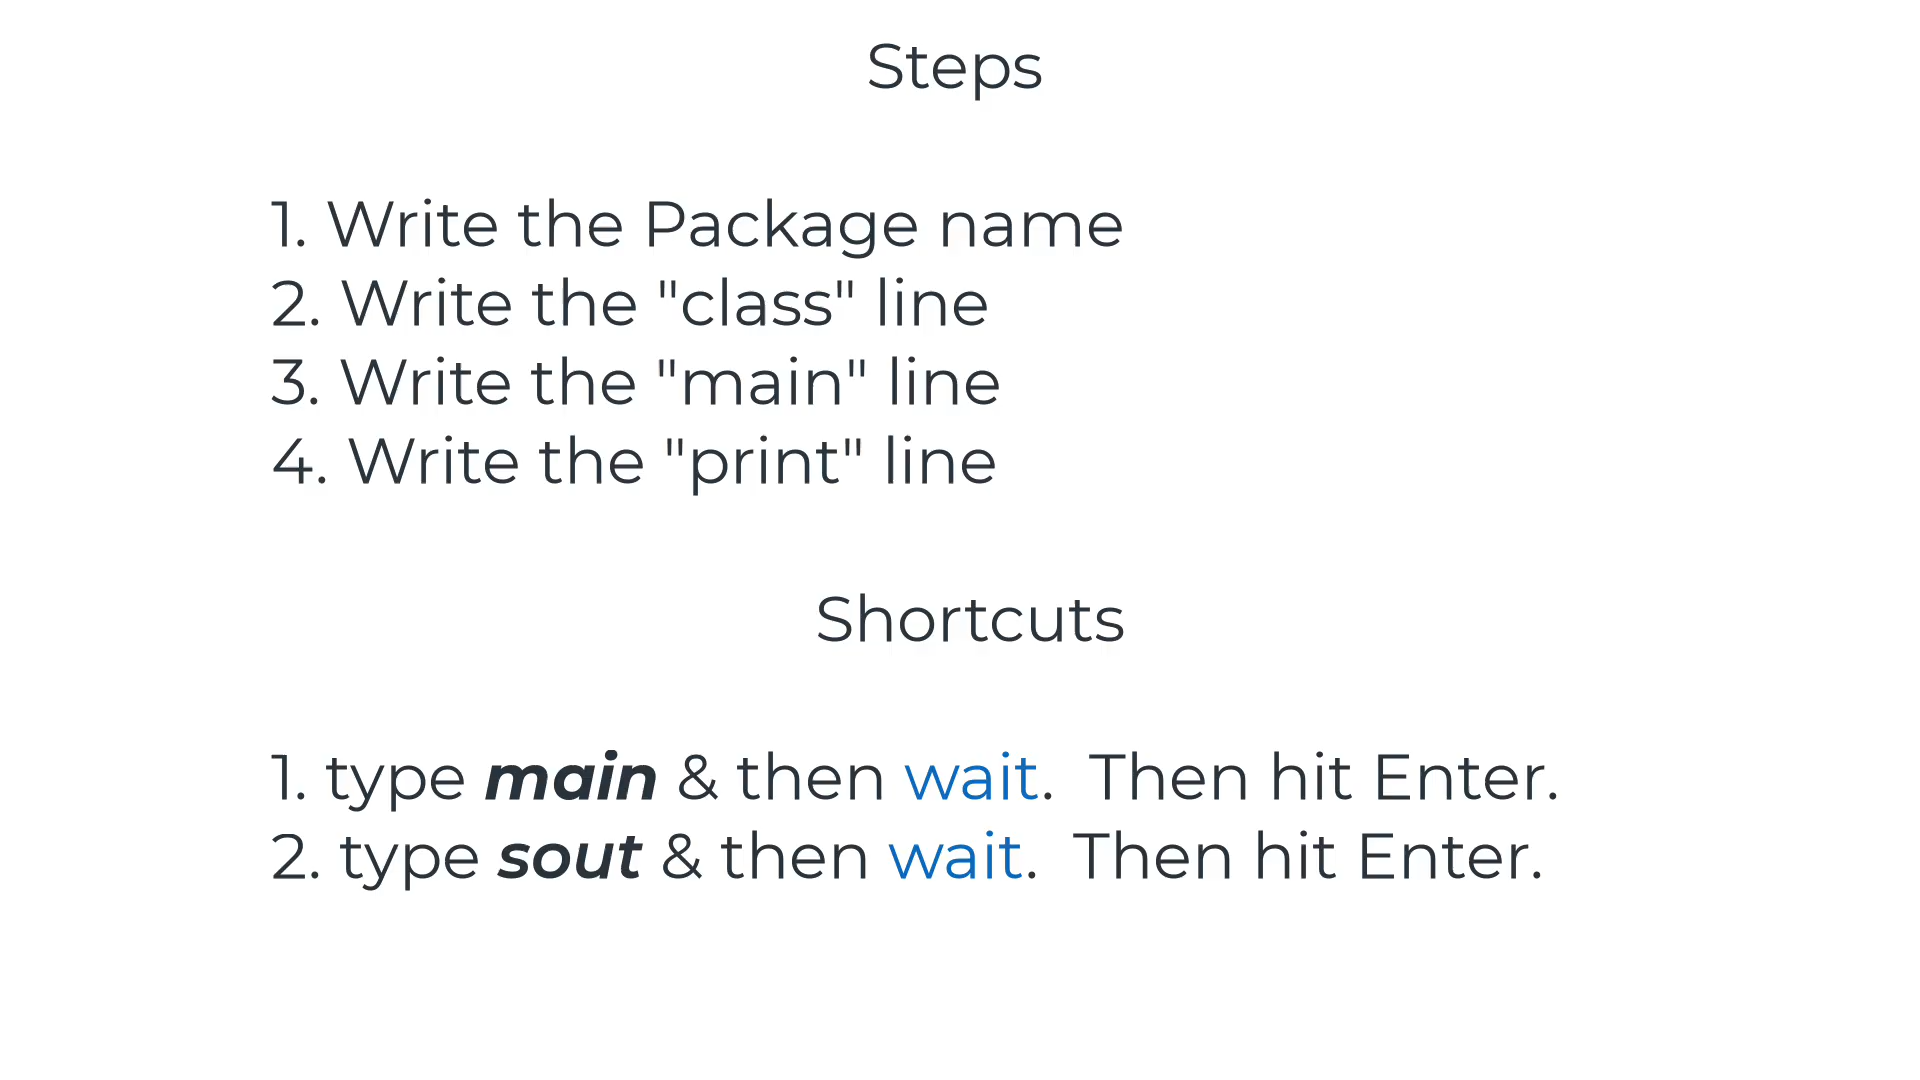 Steps
1. Write the Package name
2. Write the "class" line
3. Write the "main" line
4. Write the "print" line
Shortcuts
1. type main & then wait.  Then hit Enter.
2. type sout & then wait.  Then hit Enter.